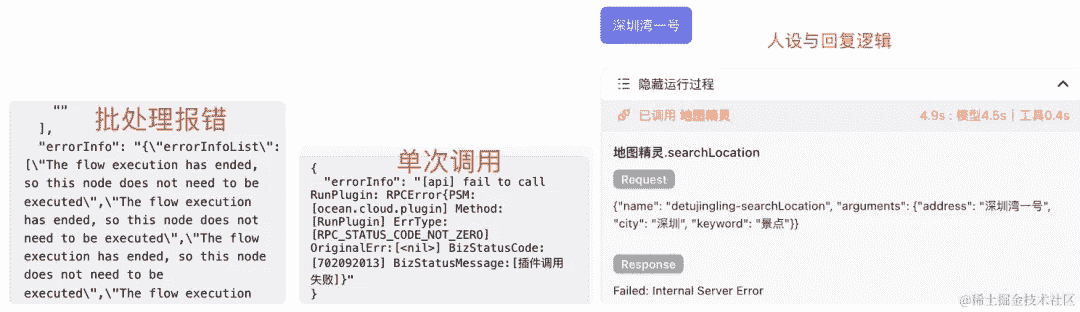 批处理报错
""
],
"errorInfo": "{\"errorInfoList\":
[\"The flow execution has ended,
so this node does not need to be
executed\",\"The flow execution
has ended, so this node does not
need to be executed\",\"The flow
execution has ended, so this node
does not need to be
executed\",\"The flow execution
单次调用
{
"errorInfo": "[api] fail to call
RunPlugin: RPCError{PSM:
[ocean.cloud.plugin] Method:
[RunPlugin] ErrType:
[RPC_STATUS_CODE_NOT_ZERO]
OriginalErr:[<nil>] BizStatusCode:
[702092013] BizStatusMessage:[插件调用
失败]}"
}
深圳湾一号
人设与回复逻辑
隐藏运行过程
已调用 地图精灵
4.9s : 模型4.5s | 工具0.4s
地图精灵.searchLocation
Request
{"name": "detujingling-searchLocation", "arguments": {"address": "深圳湾一号",
"city": "深圳", "keyword": "景点"}}
Response
Failed: Internal Server Error
@稀土掘金技术社区